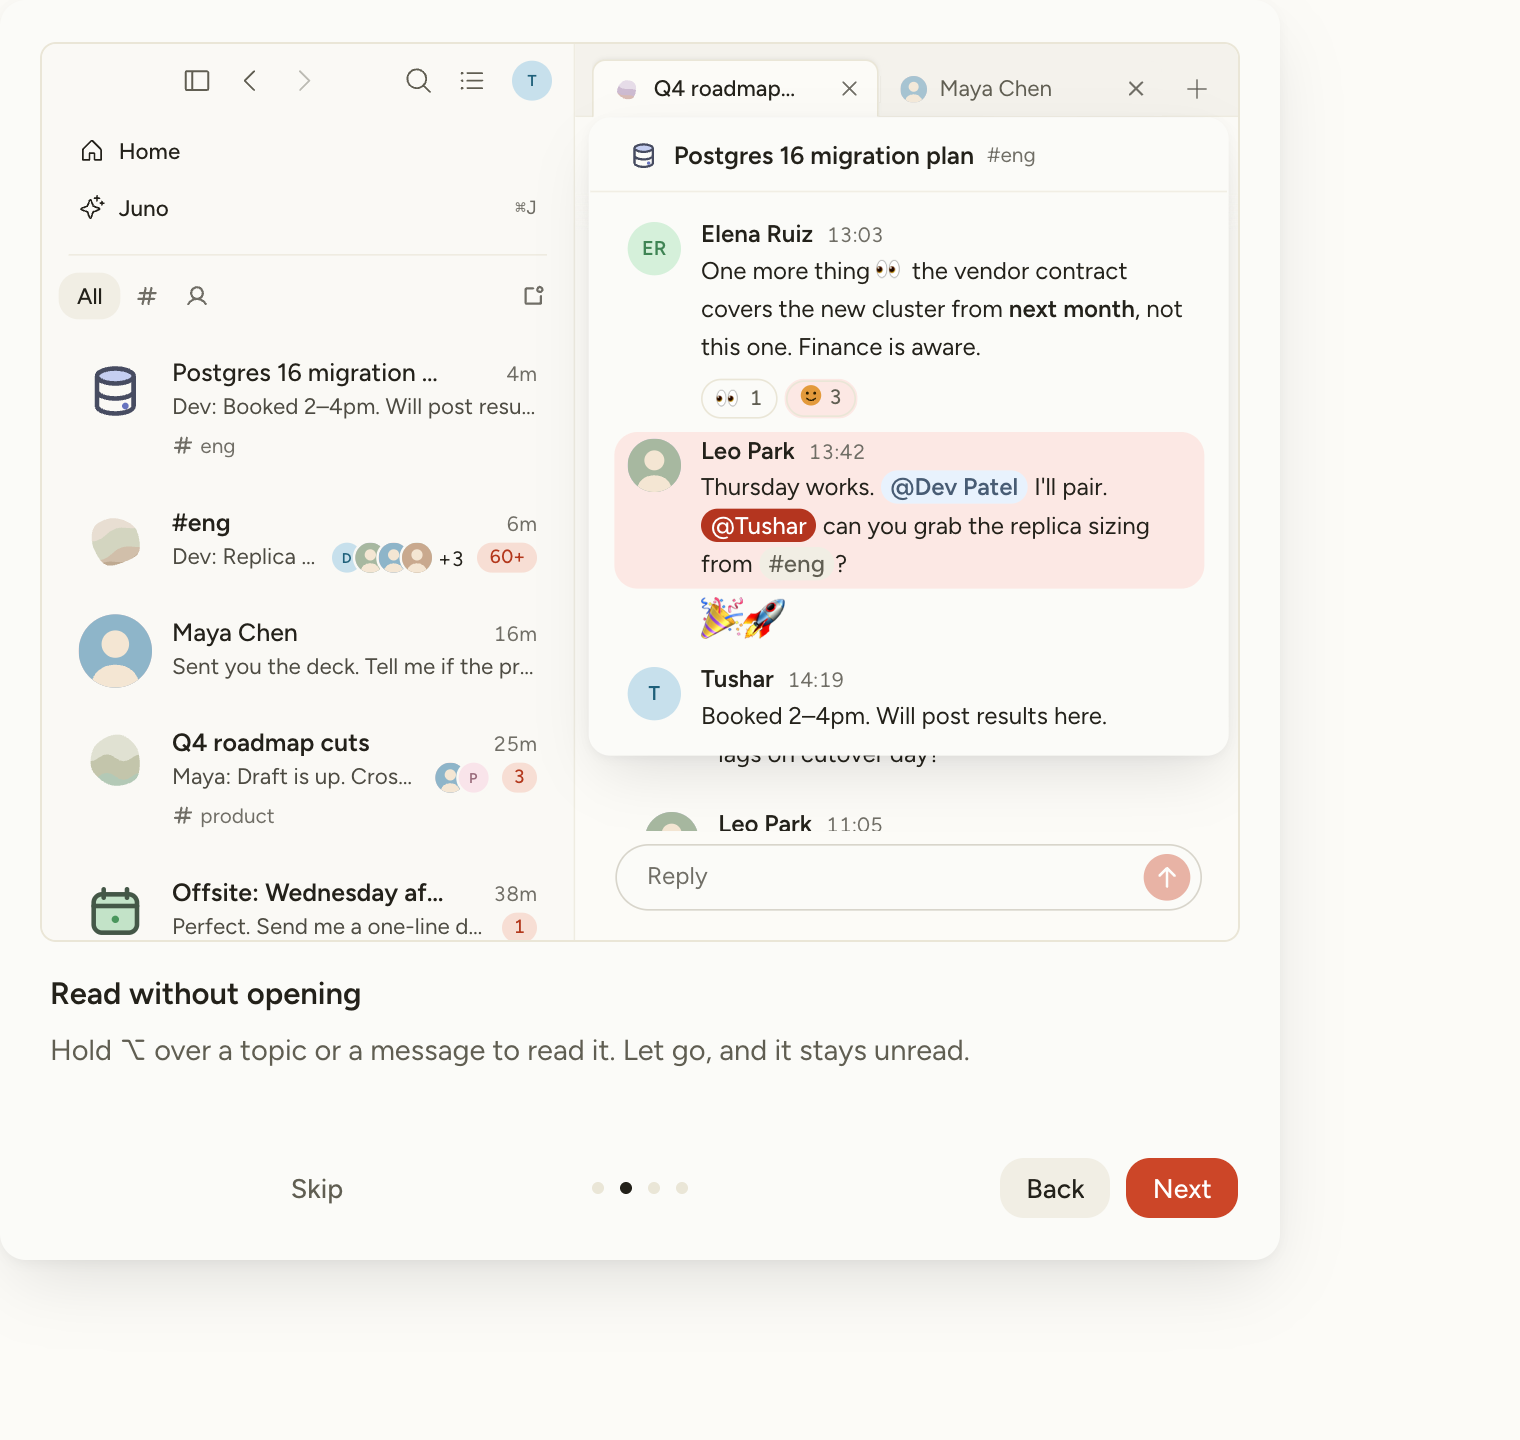 T
Home
Juno
⌘J
All
Postgres 16 migration ...
4m
Dev: Booked 2–4pm. Will post resu...
# eng
#eng
6m
Dev: Replica ...
D
+3
60+
Maya Chen
16m
Sent you the deck. Tell me if the pr...
Q4 roadmap cuts
25m
Maya: Draft is up. Cros...
P
3
# product
Offsite: Wednesday af...
38m
Perfect. Send me a one-line d...
1
Q4 roadmap...
Maya Chen
Postgres 16 migration plan #eng
ER
Elena Ruiz 13:03
One more thing 👀 the vendor contract
covers the new cluster from next month, not
this one. Finance is aware.
👀 1 🙂 3
Leo Park 13:42
Thursday works. @Dev Patel I'll pair.
@Tushar can you grab the replica sizing
from #eng ?
🎉🚀
T
Tushar 14:19
Booked 2–4pm. Will post results here.
lags on cutover day?
Leo Park 11:05
Reply
Read without opening
Hold ⌥ over a topic or a message to read it. Let go, and it stays unread.
Skip
Back
Next